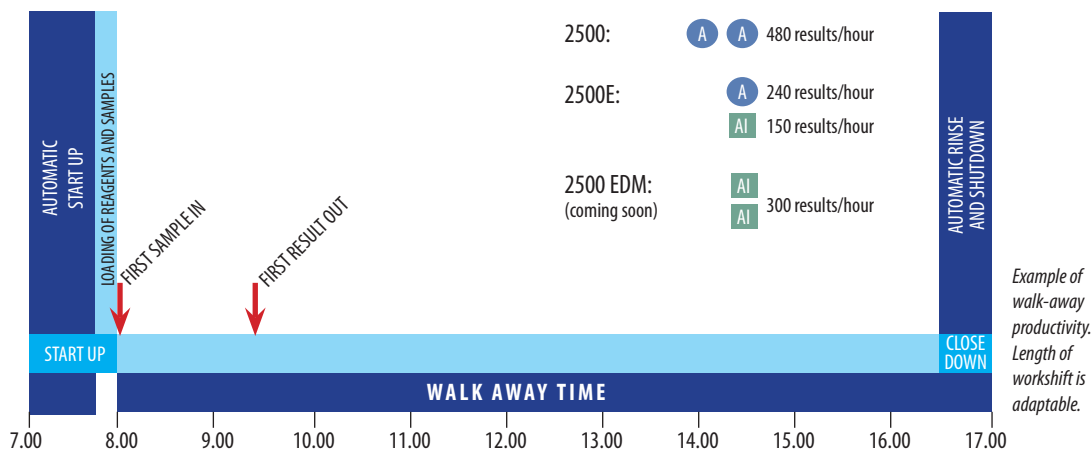 2500:
A
A
480 results/hour
2500E:
A
240 results/hour
AI
150 results/hour
2500 EDM:
(coming soon)
AI
AI
300 results/hour
AUTOMATIC
START UP
LOADING OF REAGENTS AND SAMPLES
FIRST SAMPLE IN
FIRST RESULT OUT
AUTOMATIC RINSE
AND SHUTDOWN
Example of
walk-away
productivity.
Length of
workshift is
adaptable.
START UP
CLOSE
DOWN
WALK AWAY TIME
7.00
8.00
9.00
10.00
11.00
12.00
13.00
14.00
15.00
16.00
17.00